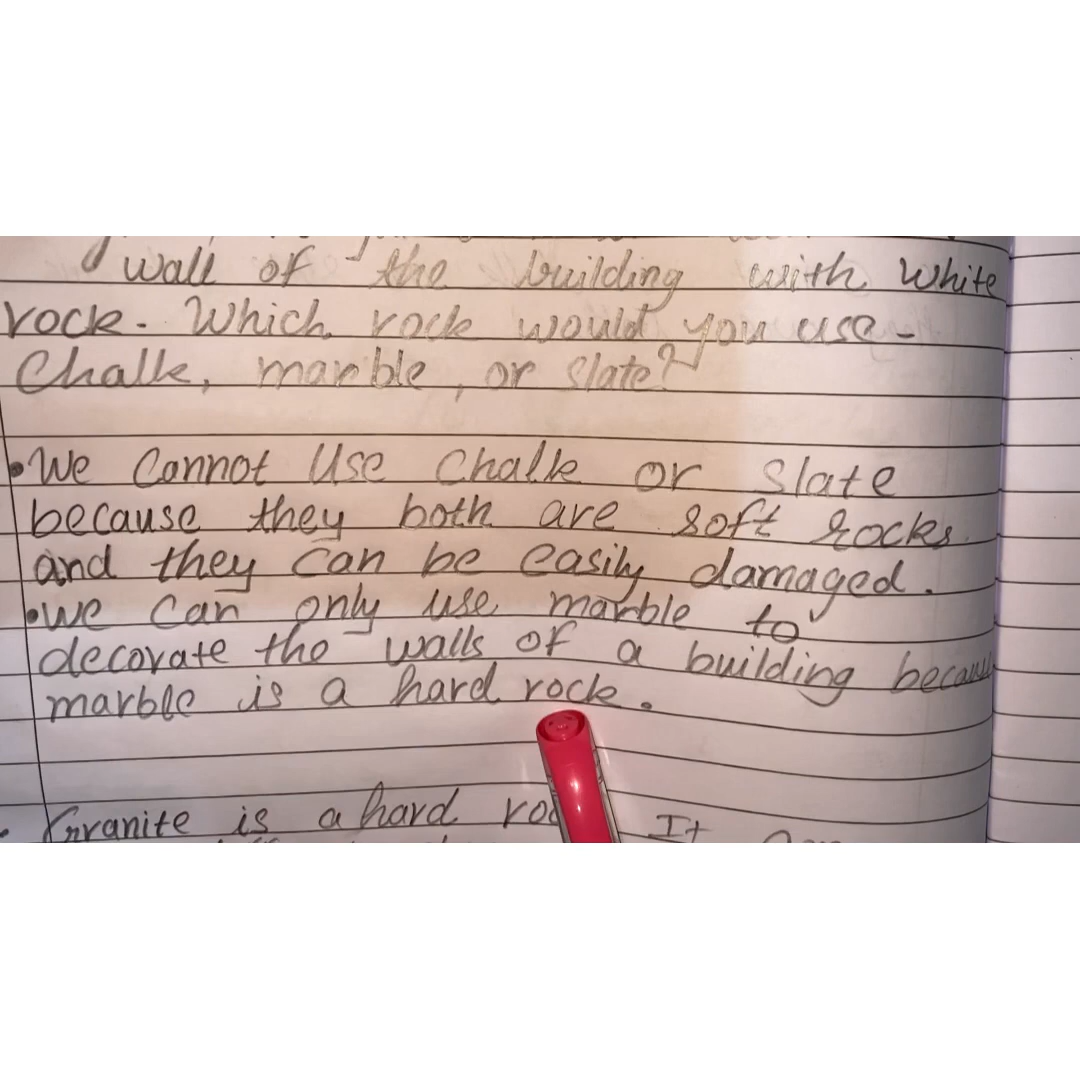 wall of the building with white
rock. Which rock would you use -
Chalk, marble, or slate?
• We Cannot Use Chalk or Slate
because they both are soft rocks
and they can be easily damaged.
• we can only use marble to
decorate the walls of a building because
marble is a hard rock.
• Granite is a hard It